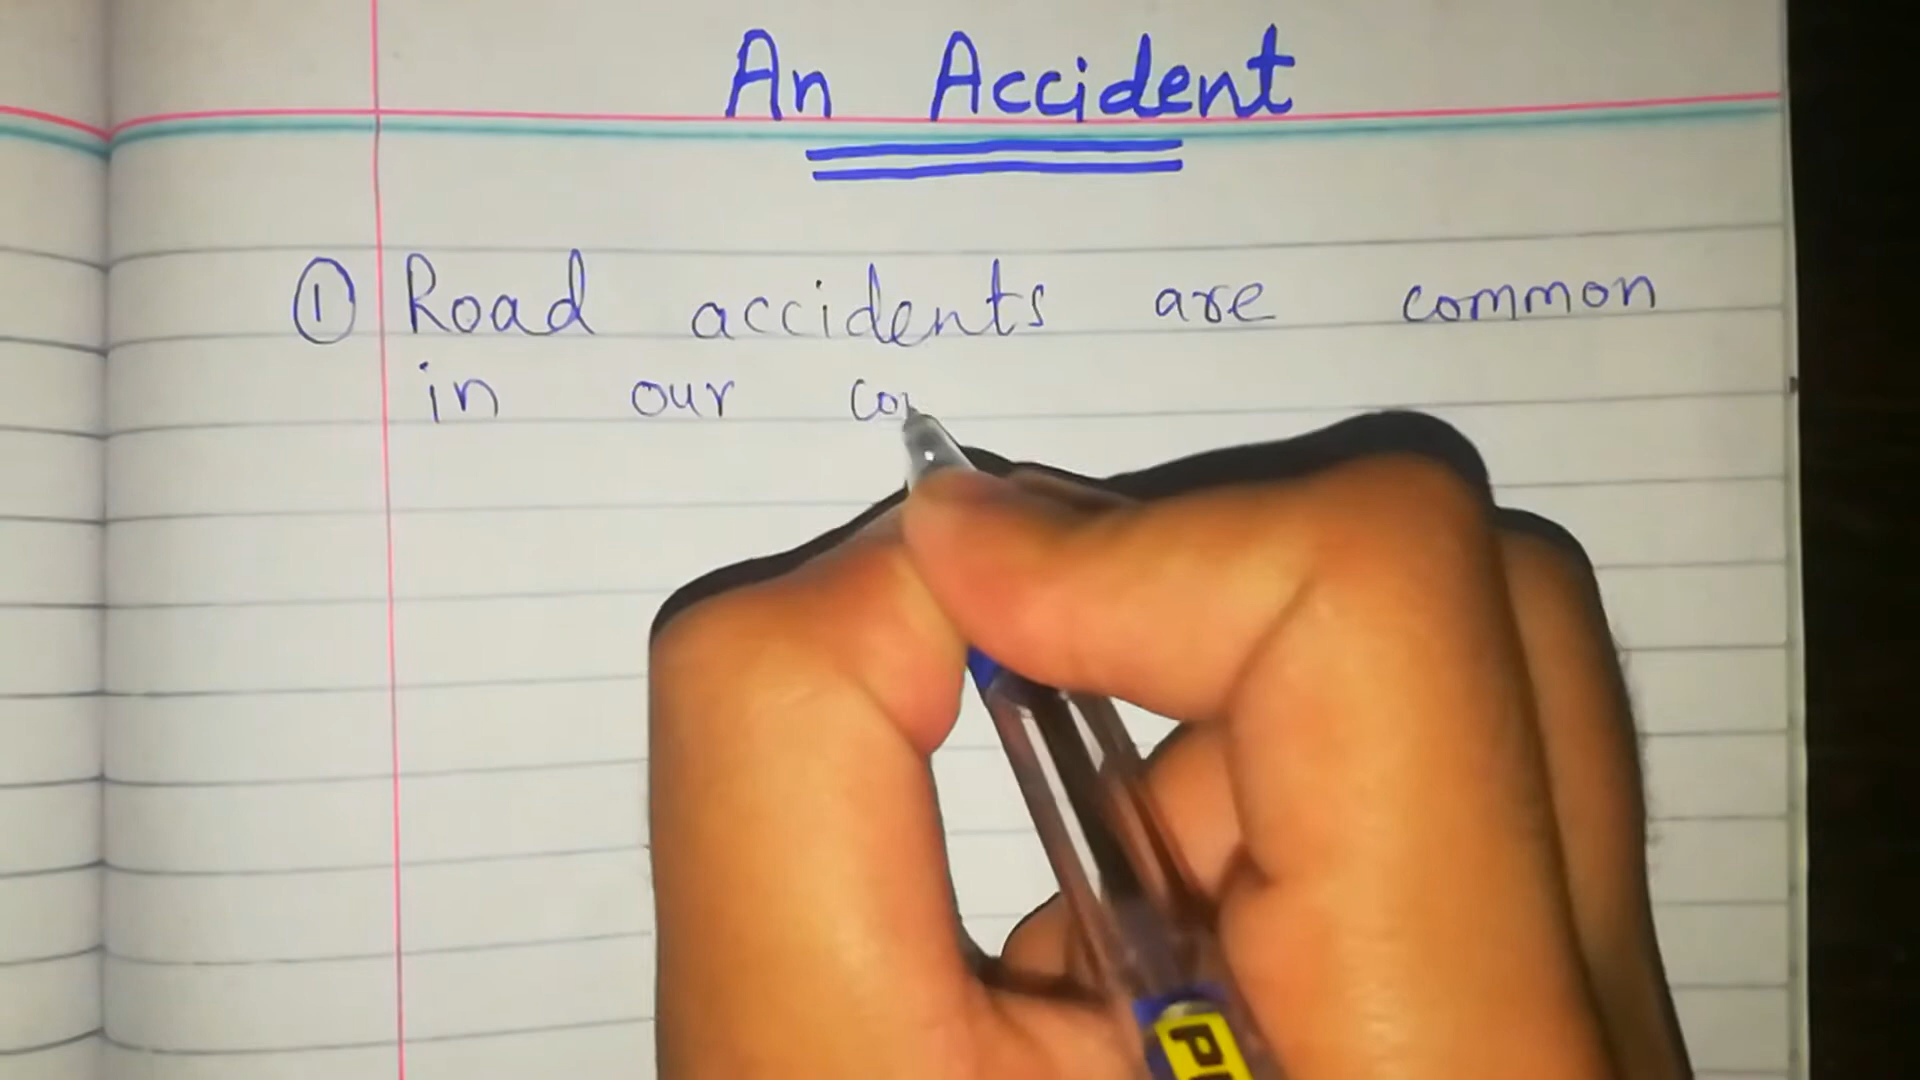 An Accident
① Road accidents are common
in our